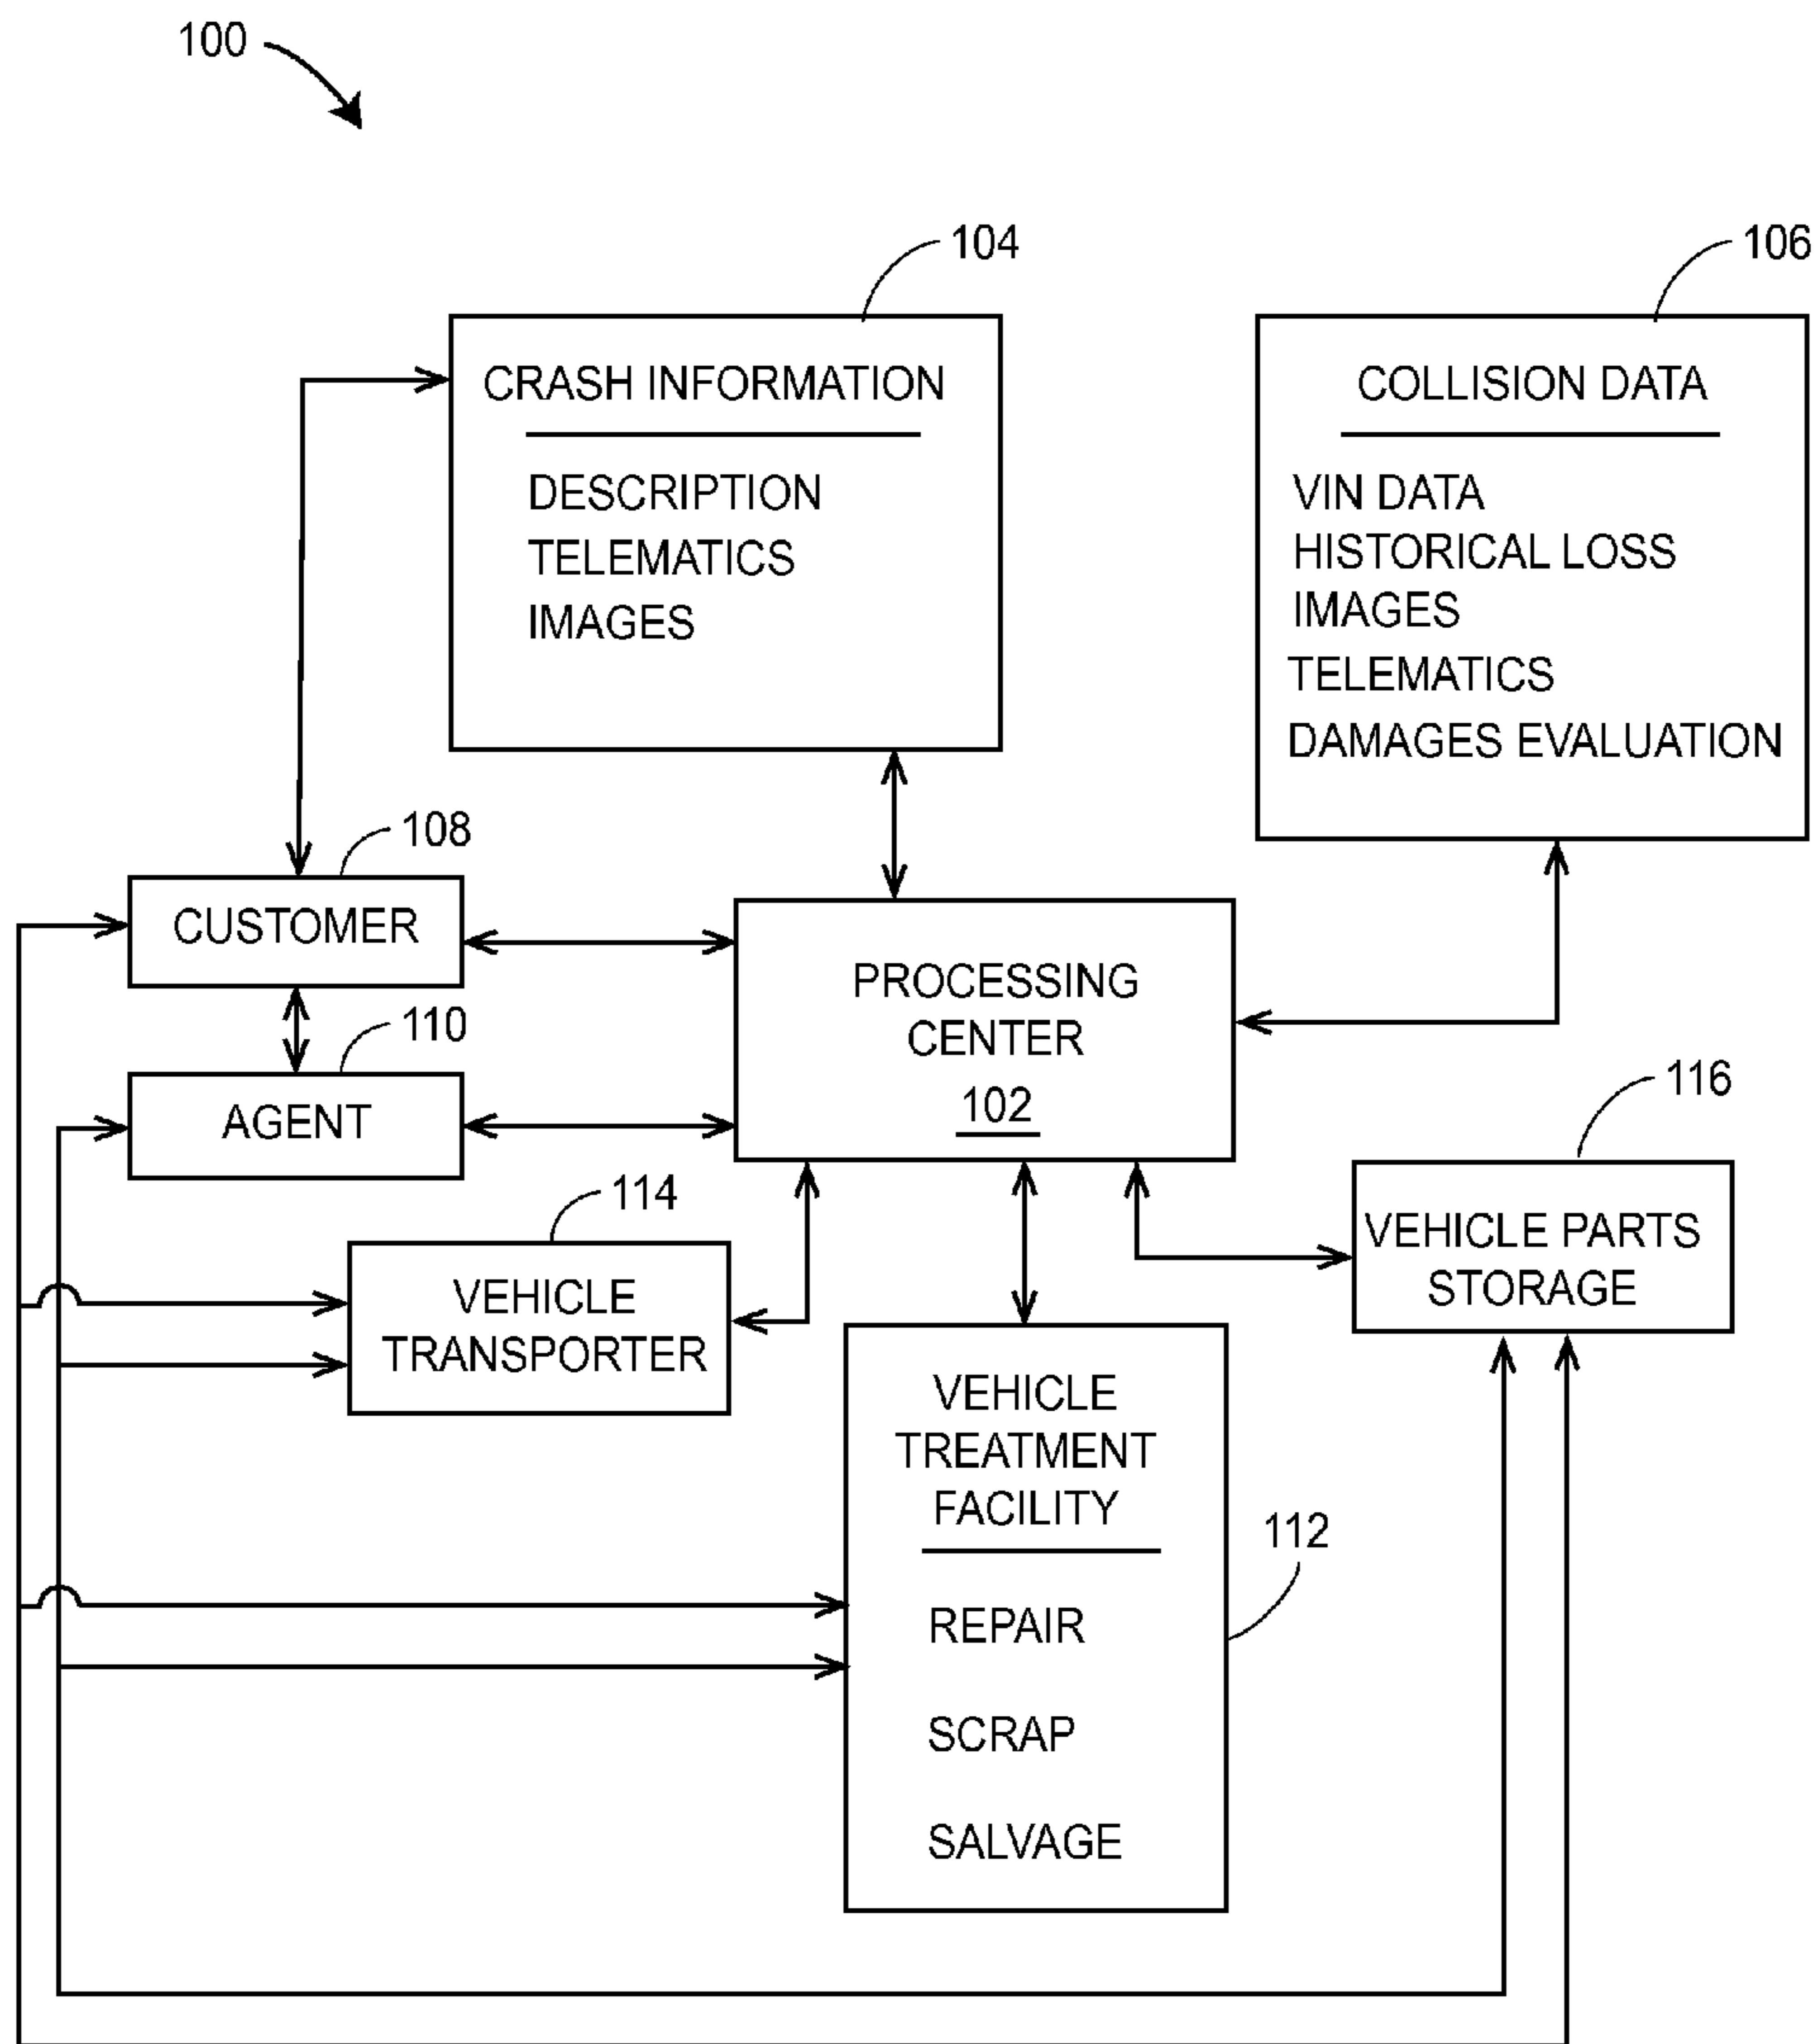 100
104
106
CRASH INFORMATION
DESCRIPTION
TELEMATICS
IMAGES
COLLISION DATA
VIN DATA
HISTORICAL LOSS
IMAGES
TELEMATICS
DAMAGES EVALUATION
108
CUSTOMER
110
AGENT
PROCESSING
CENTER
102
116
VEHICLE PARTS
STORAGE
114
VEHICLE
TRANSPORTER
VEHICLE
TREATMENT
FACILITY
112
REPAIR
SCRAP
SALVAGE